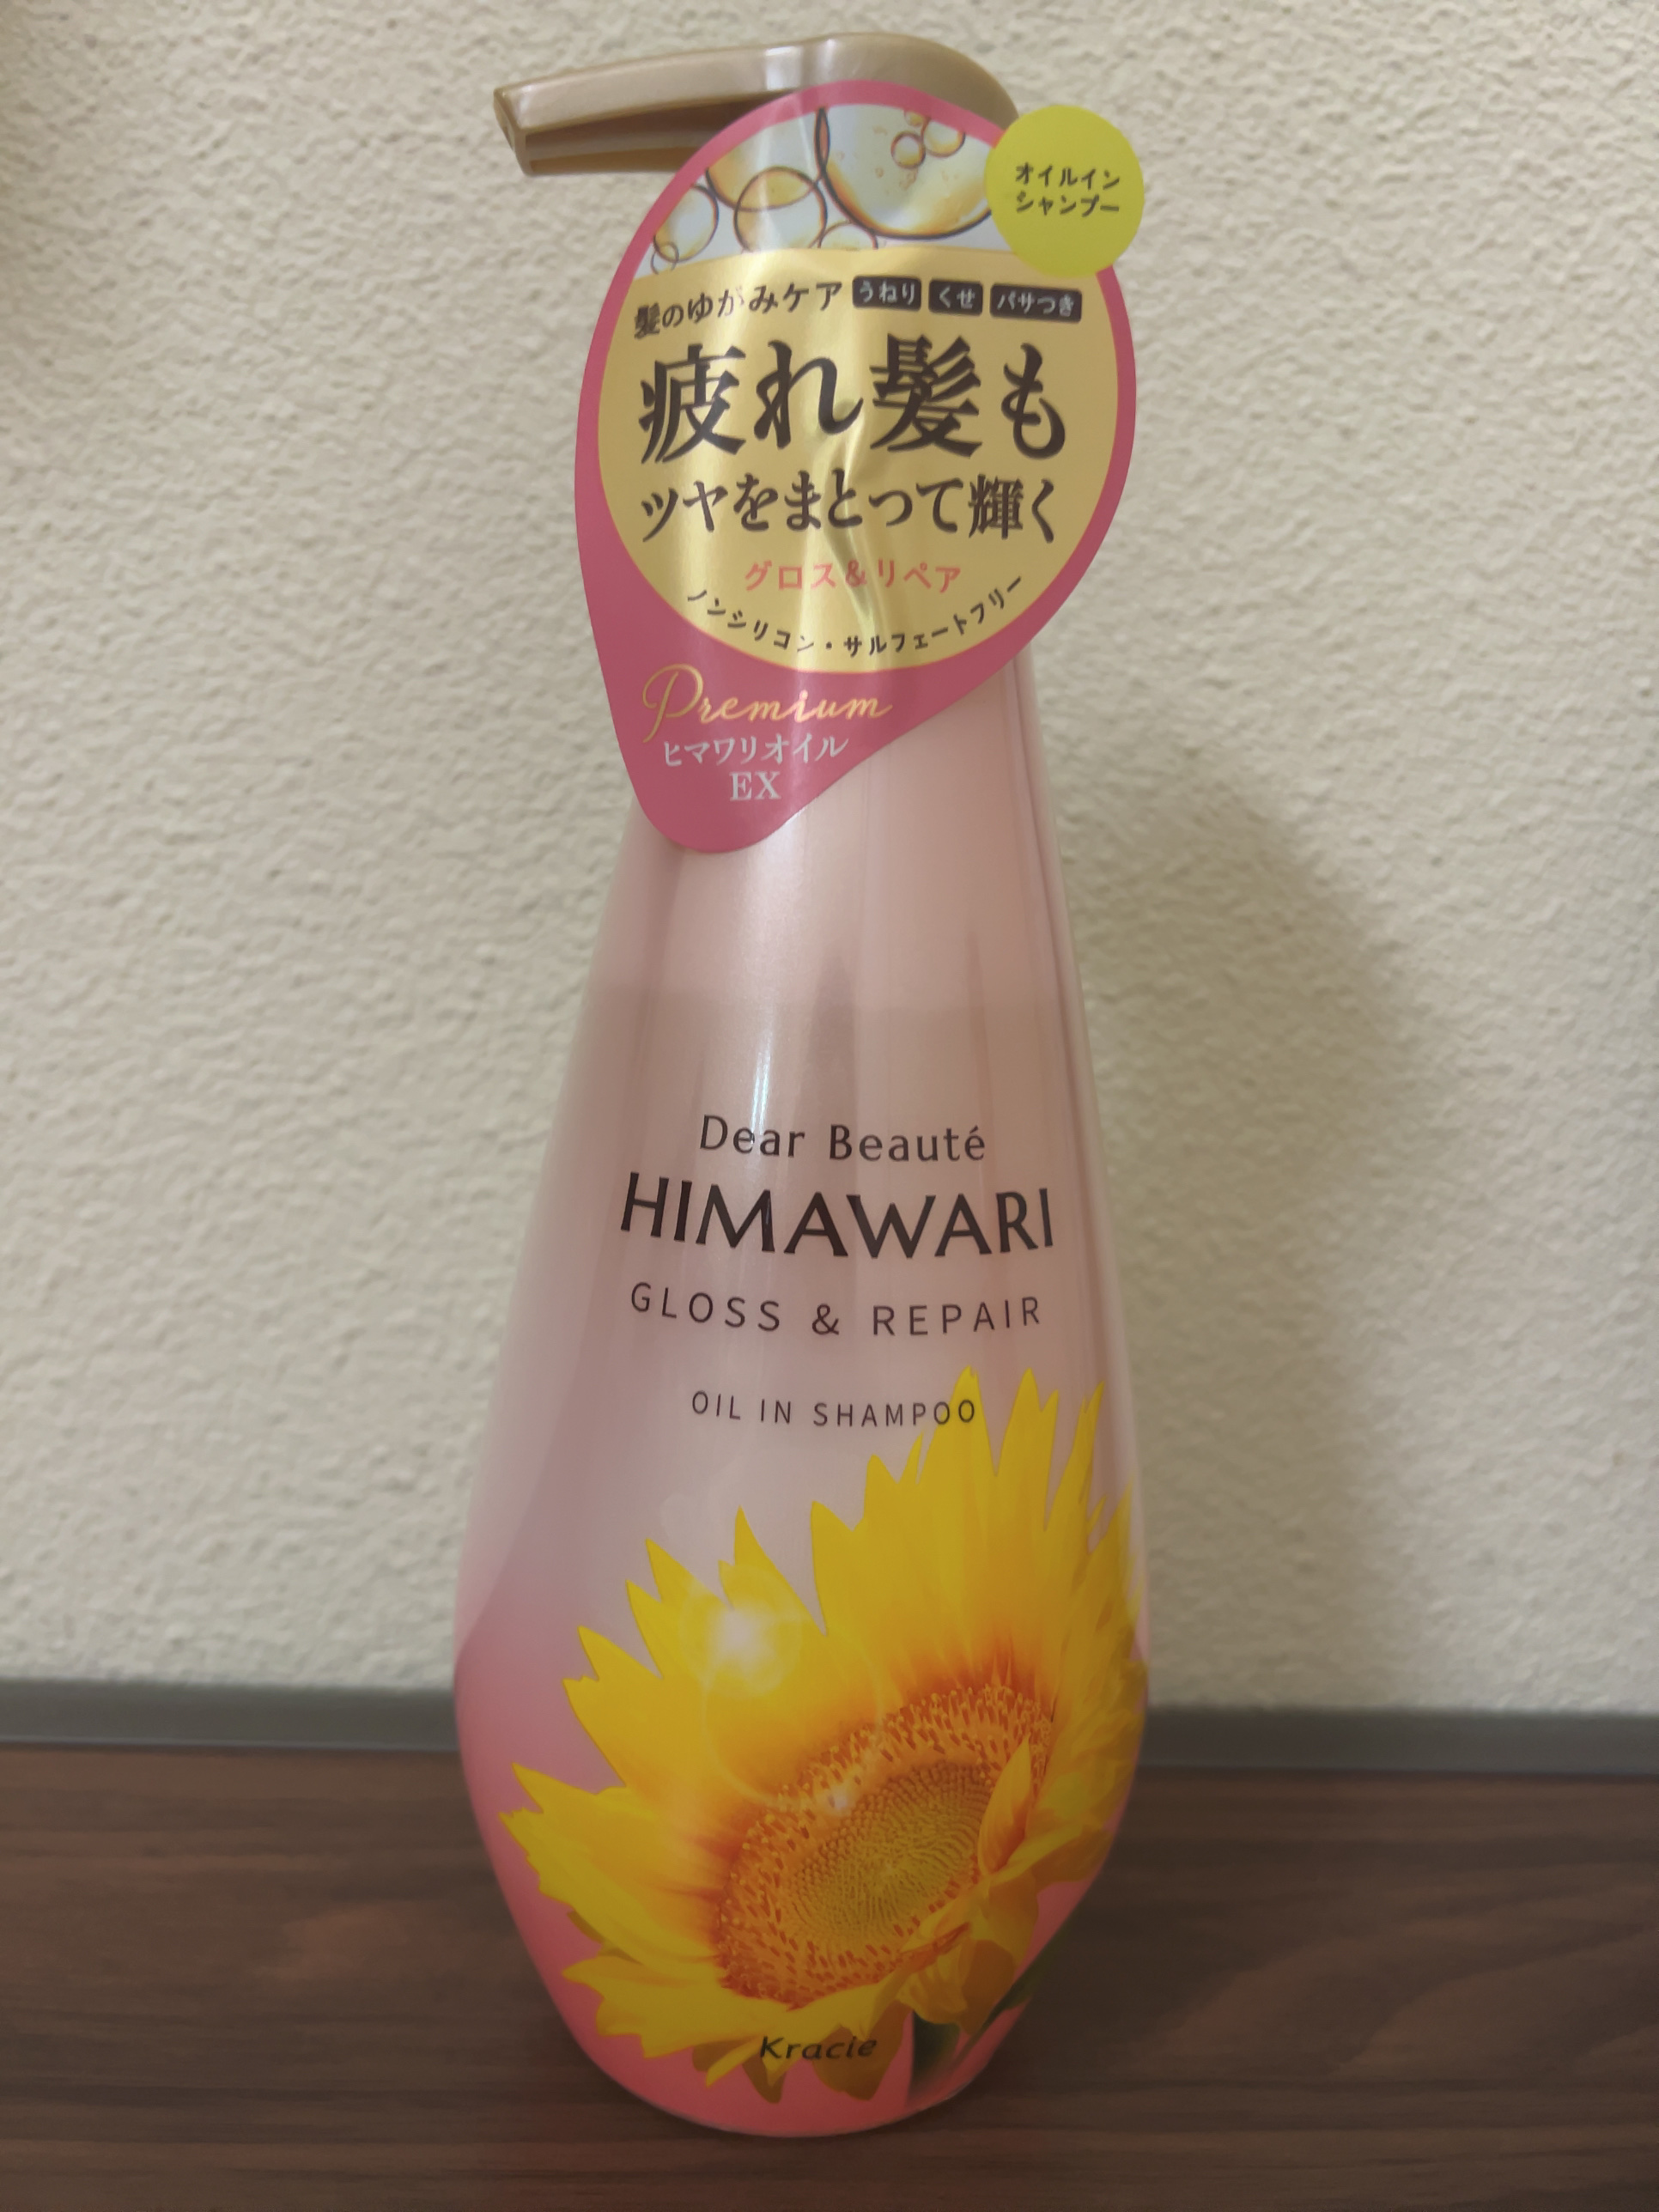 オイルイン
シャンプー
髪のゆがみケア うねり くせ パサつき
疲れ髪も
ツヤをまとって輝く
グロス&リペア
ノンシリコン・サルフェートフリー
Premium
ヒマワリオイル
EX
Dear Beauté
HIMAWARI
GLOSS & REPAIR
OIL IN SHAMPOO
Kracie